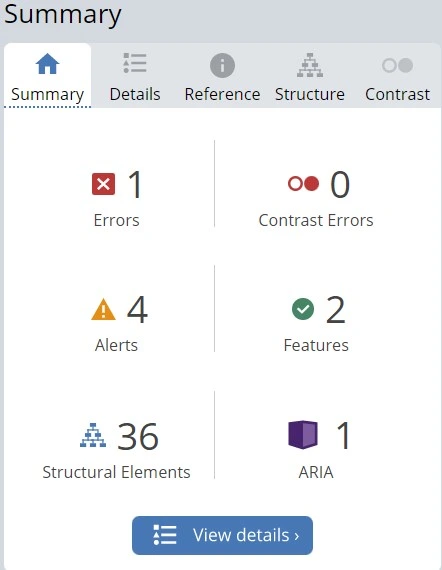 Summary
Summary Details Reference Structure Contrast
1 0
Errors Contrast Errors
4 2
Alerts Features
36 1
Structural Elements ARIA
View details ›